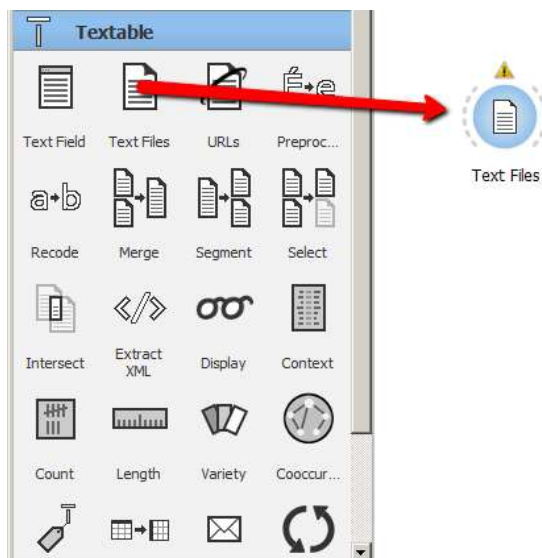 Textable
Text Field Text Files URLs Preproc...
É→e
a→b
Recode Merge Segment Select
Intersect Extract XML Display Context
Count Length Variety Cooccur...
Text Files